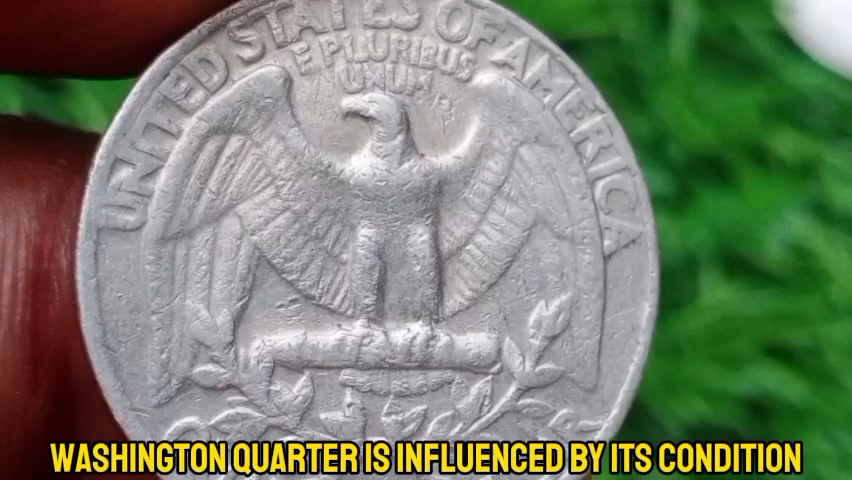 UNITED STATES OF AMERICA
E PLURIBUS
UNUM
WASHINGTON QUARTER IS INFLUENCED BY ITS CONDITION